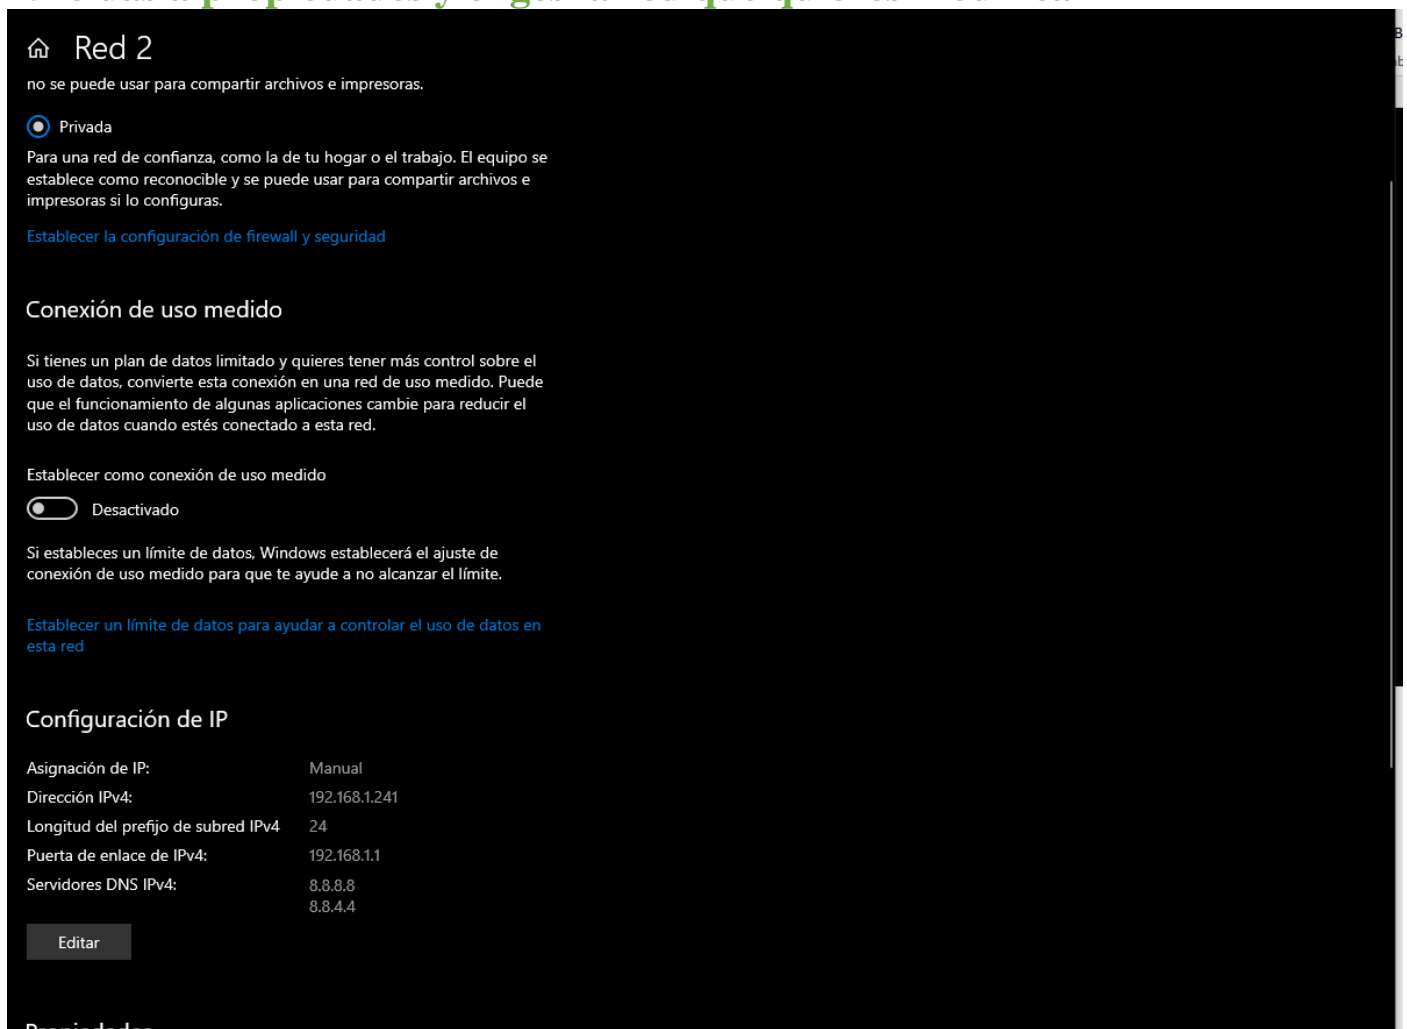 Red 2
no se puede usar para compartir archivos e impresoras.
Privada
Para una red de confianza, como la de tu hogar o el trabajo. El equipo se
establece como reconocible y se puede usar para compartir archivos e
impresoras si lo configuras.
Establecer la configuración de firewall y seguridad
Conexión de uso medido
Si tienes un plan de datos limitado y quieres tener más control sobre el
uso de datos, convierte esta conexión en una red de uso medido. Puede
que el funcionamiento de algunas aplicaciones cambie para reducir el
uso de datos cuando estés conectado a esta red.
Establecer como conexión de uso medido
Desactivado
Si estableces un límite de datos, Windows establecerá el ajuste de
conexión de uso medido para que te ayude a no alcanzar el límite.
Establecer un límite de datos para ayudar a controlar el uso de datos en
esta red
Configuración de IP
Asignación de IP: Manual
Dirección IPv4: 192.168.1.241
Longitud del prefijo de subred IPv4 24
Puerta de enlace de IPv4: 192.168.1.1
Servidores DNS IPv4: 8.8.8.8
8.8.4.4
Editar
Propiedades